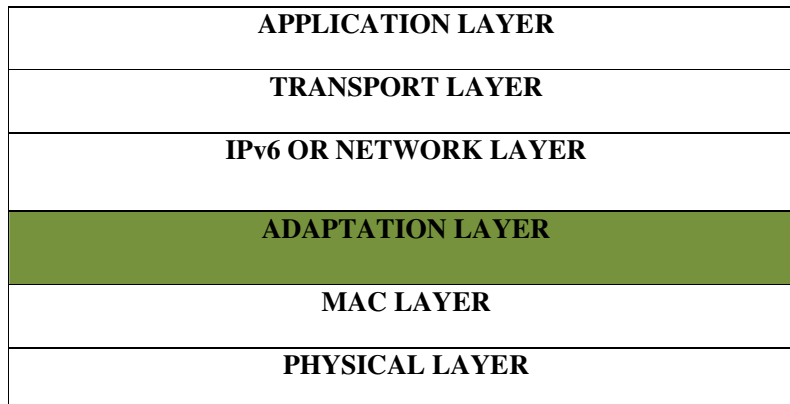 APPLICATION LAYER
TRANSPORT LAYER
IPv6 OR NETWORK LAYER
ADAPTATION LAYER
MAC LAYER
PHYSICAL LAYER